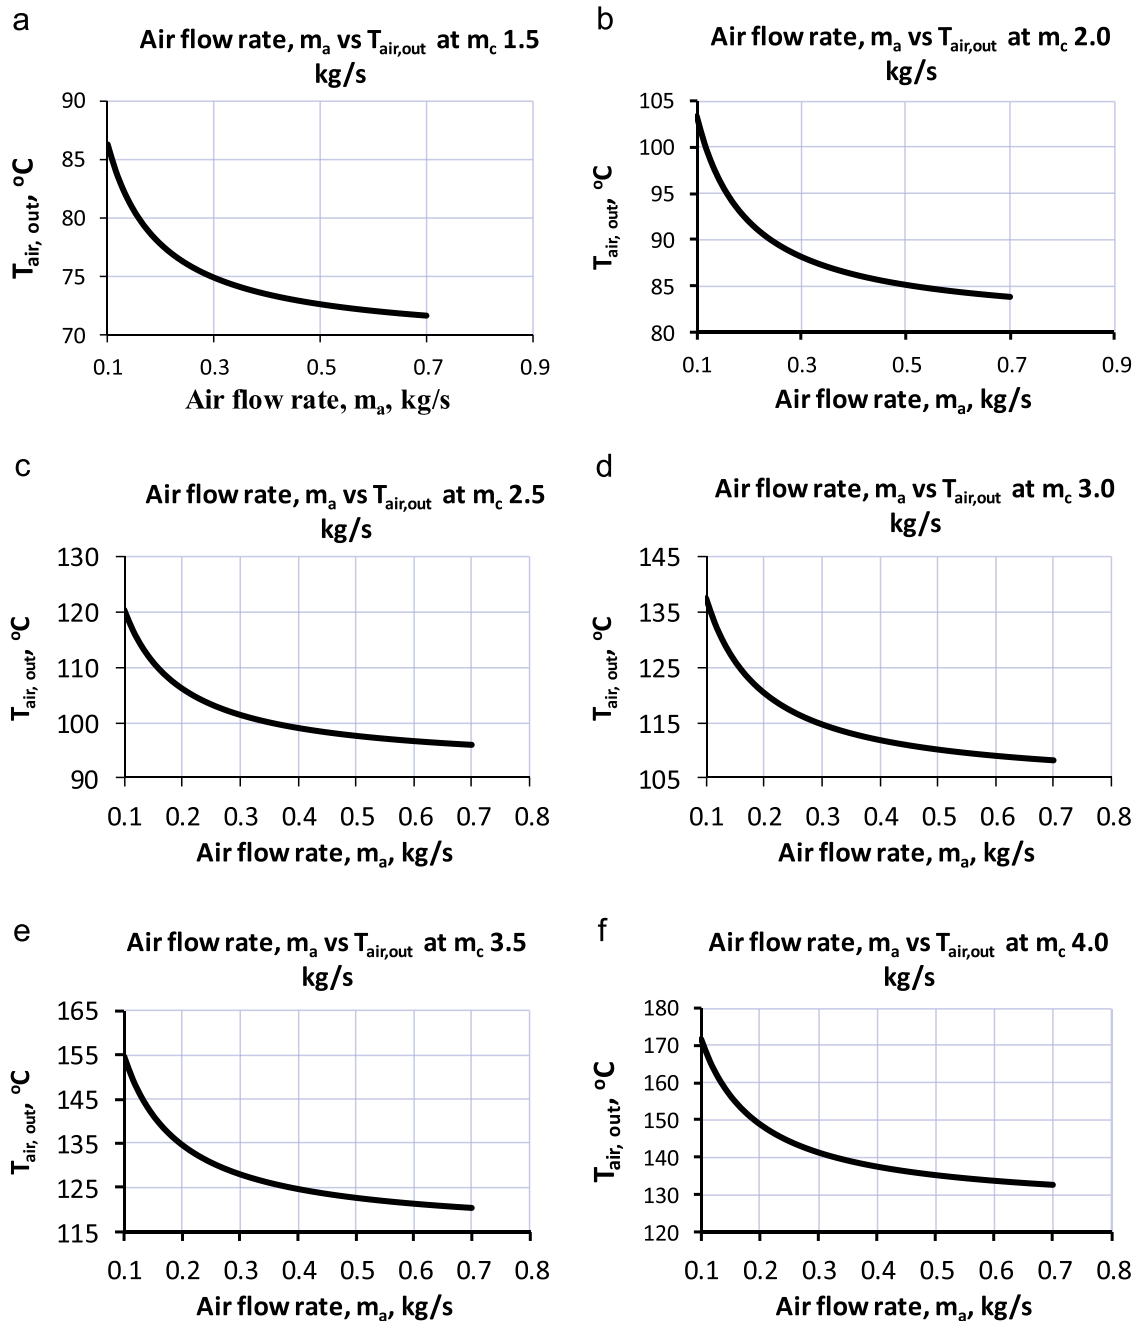 a
Air flow rate, ma vs Tair,out at mc 1.5
kg/s
90
85
80
75
70
Tair, out, ºC
0.1 0.3 0.5 0.7 0.9
Air flow rate, ma, kg/s
b
Air flow rate, ma vs Tair,out at mc 2.0
kg/s
105
100
95
90
85
80
Tair, out, ºC
0.1 0.3 0.5 0.7 0.9
Air flow rate, ma, kg/s
c
Air flow rate, ma vs Tair,out at mc 2.5
kg/s
130
120
110
100
90
Tair, out, ºC
0.1 0.2 0.3 0.4 0.5 0.6 0.7 0.8
Air flow rate, ma, kg/s
d
Air flow rate, ma vs Tair,out at mc 3.0
kg/s
145
135
125
115
105
Tair, out, ºC
0.1 0.2 0.3 0.4 0.5 0.6 0.7 0.8
Air flow rate, ma, kg/s
e
Air flow rate, ma vs Tair,out at mc 3.5
kg/s
165
155
145
135
125
115
Tair, out, ºC
0.1 0.2 0.3 0.4 0.5 0.6 0.7 0.8
Air flow rate, ma, kg/s
f
Air flow rate, ma vs Tair,out at mc 4.0
kg/s
180
170
160
150
140
130
120
Tair, out, ºC
0.1 0.2 0.3 0.4 0.5 0.6 0.7 0.8
Air flow rate, ma, kg/s